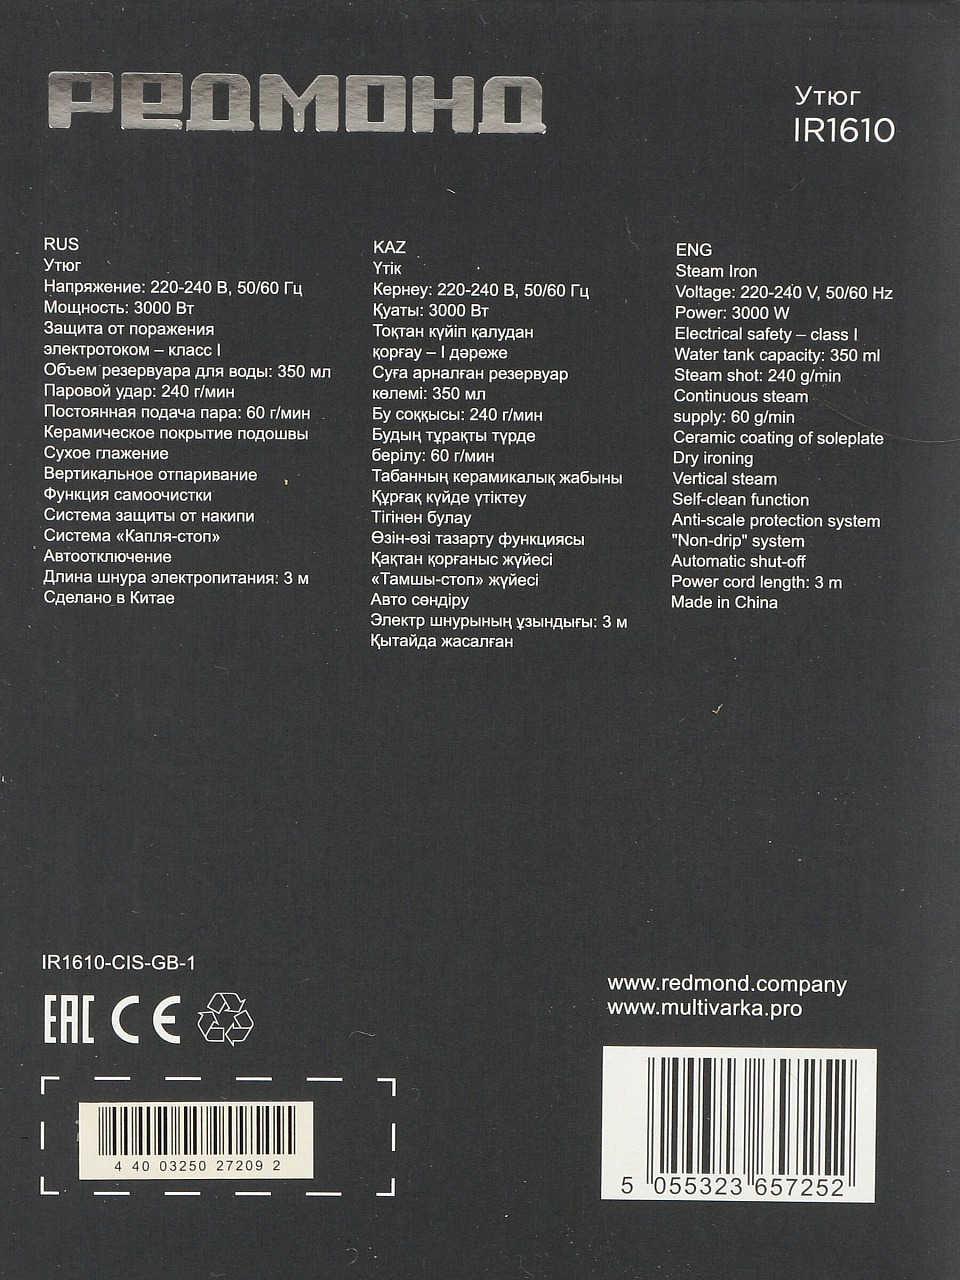 РЕДМОНД
Утюг
IR1610
RUS
Утюг
Напряжение: 220-240 В, 50/60 Гц
Мощность: 3000 Вт
Защита от поражения
электротоком – класс I
Объем резервуара для воды: 350 мл
Паровой удар: 240 г/мин
Постоянная подача пара: 60 г/мин
Керамическое покрытие подошвы
Сухое глажение
Вертикальное отпаривание
Функция самоочистки
Система защиты от накипи
Система «Капля-стоп»
Автоотключение
Длина шнура электропитания: 3 м
Сделано в Китае
KAZ
Үтік
Кернеу: 220-240 В, 50/60 Гц
Қуаты: 3000 Вт
Тоқтан күйіп қалудан
қорғау – I дәреже
Суға арналған резервуар
көлемі: 350 мл
Бу соққысы: 240 г/мин
Будың тұрақты түрде
берілу: 60 г/мин
Табанның керамикалық жабыны
Құрғақ күйде үтіктеу
Тігінен булау
Өзін-өзі тазарту функциясы
Қақтан қорғаныс жүйесі
«Тамшы-стоп» жүйесі
Авто сөндіру
Электр шнурының ұзындығы: 3 м
Қытайда жасалған
ENG
Steam Iron
Voltage: 220-240 V, 50/60 Hz
Power: 3000 W
Electrical safety – class I
Water tank capacity: 350 ml
Steam shot: 240 g/min
Continuous steam
supply: 60 g/min
Ceramic coating of soleplate
Dry ironing
Vertical steam
Self-clean function
Anti-scale protection system
"Non-drip" system
Automatic shut-off
Power cord length: 3 m
Made in China
IR1610-CIS-GB-1
EAC CE
www.redmond.company
www.multivarka.pro
4 40 03250 27209 2
5 055323 657252